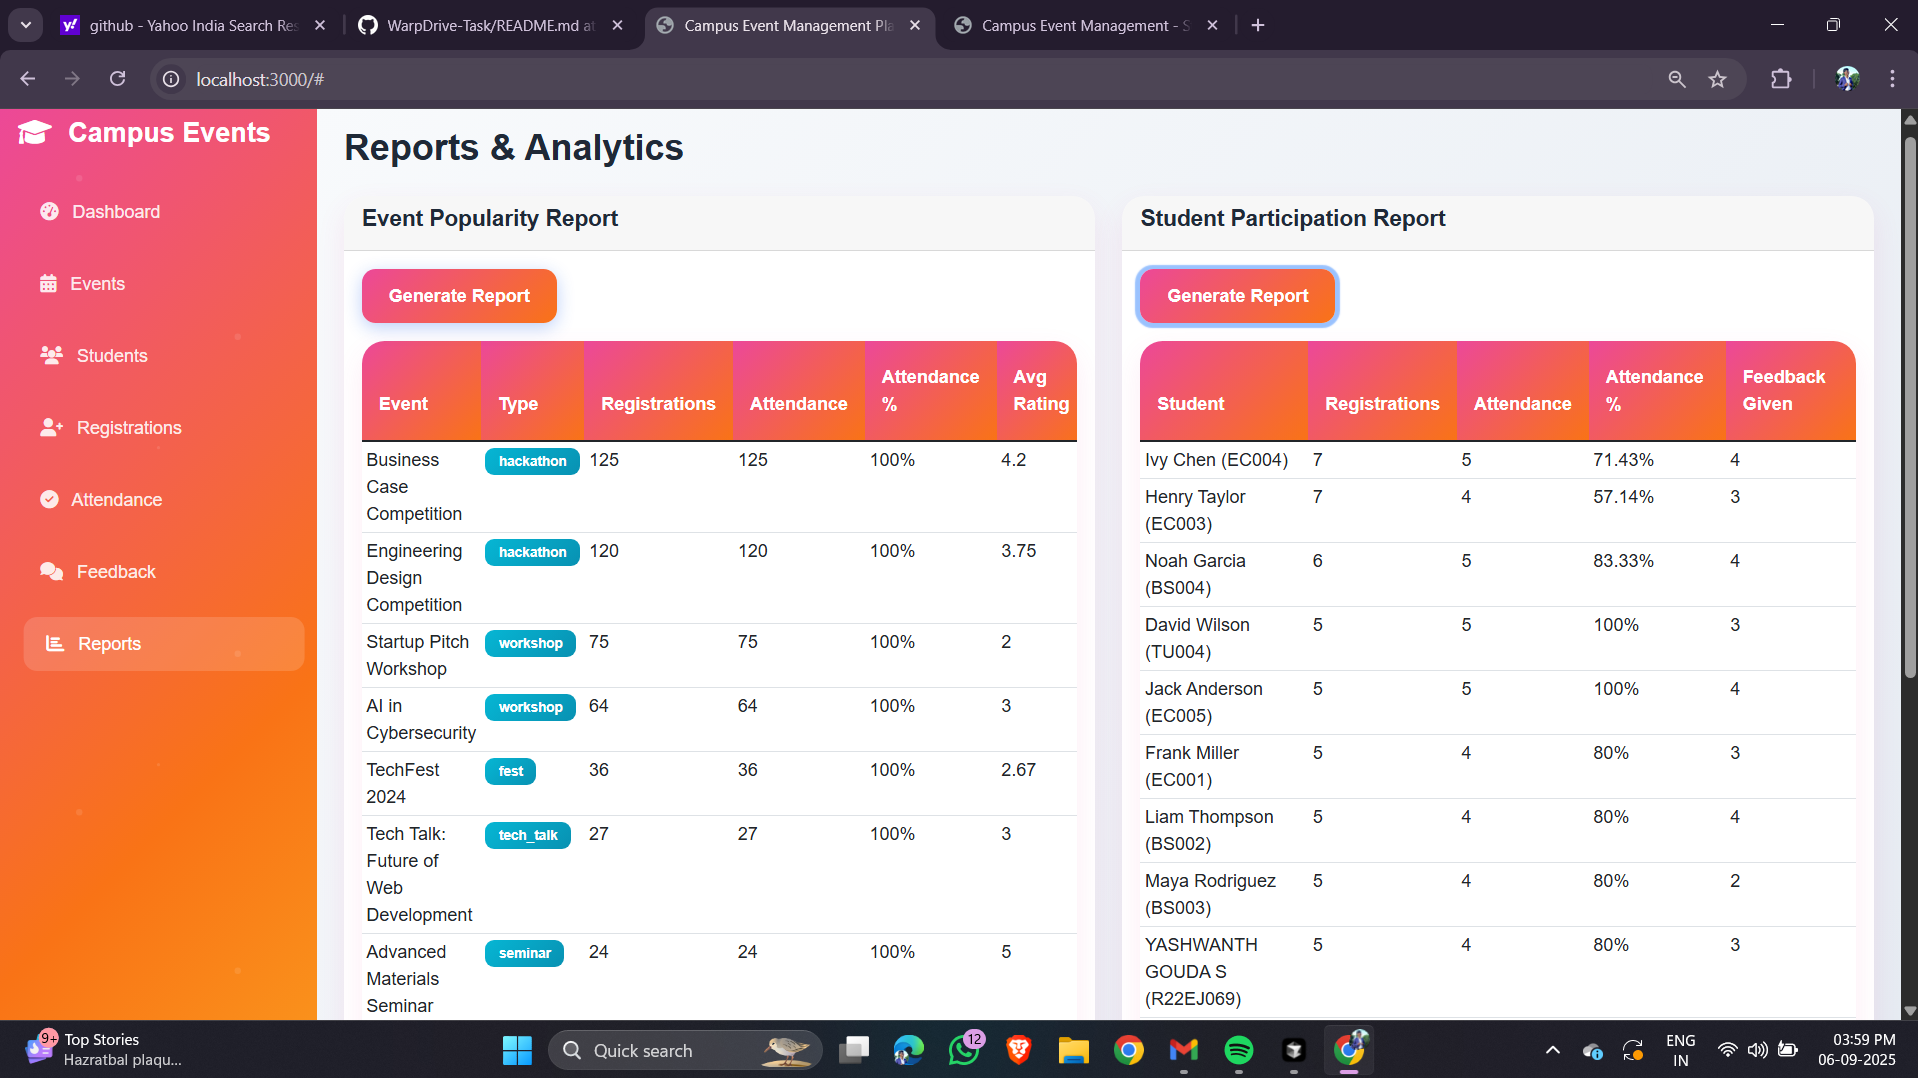 github - Yahoo India Search Res
WarpDrive-Task/README.md at
Campus Event Management Pla
Campus Event Management - S
localhost:3000/#
Campus Events
Dashboard
Events
Students
Registrations
Attendance
Feedback
Reports
Reports & Analytics
Event Popularity Report
Generate Report
Event Type Registrations Attendance Attendance % Avg Rating
Business hackathon 125 125 100% 4.2
Case
Competition
Engineering hackathon 120 120 100% 3.75
Design
Competition
Startup Pitch workshop 75 75 100% 2
Workshop
AI in workshop 64 64 100% 3
Cybersecurity
TechFest fest 36 36 100% 2.67
2024
Tech Talk: tech_talk 27 27 100% 3
Future of
Web
Development
Advanced seminar 24 24 100% 5
Materials
Seminar
Student Participation Report
Generate Report
Student Registrations Attendance Attendance % Feedback Given
Ivy Chen (EC004) 7 5 71.43% 4
Henry Taylor 7 4 57.14% 3
(EC003)
Noah Garcia 6 5 83.33% 4
(BS004)
David Wilson 5 5 100% 3
(TU004)
Jack Anderson 5 5 100% 4
(EC005)
Frank Miller 5 4 80% 3
(EC001)
Liam Thompson 5 4 80% 4
(BS002)
Maya Rodriguez 5 4 80% 2
(BS003)
YASHWANTH 5 4 80% 3
GOUDA S
(R22EJ069)
9+
Top Stories
Hazratbal plaqu...
Quick search
12
ENG
IN
03:59 PM
06-09-2025